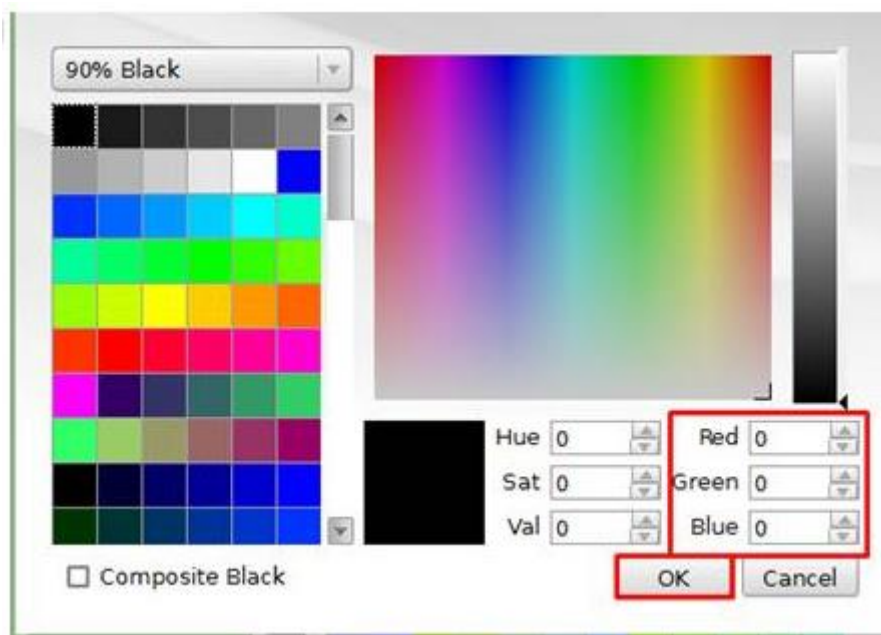 90% Black
Hue 0 Red 0
Sat 0 Green 0
Val 0 Blue 0
Composite Black OK Cancel